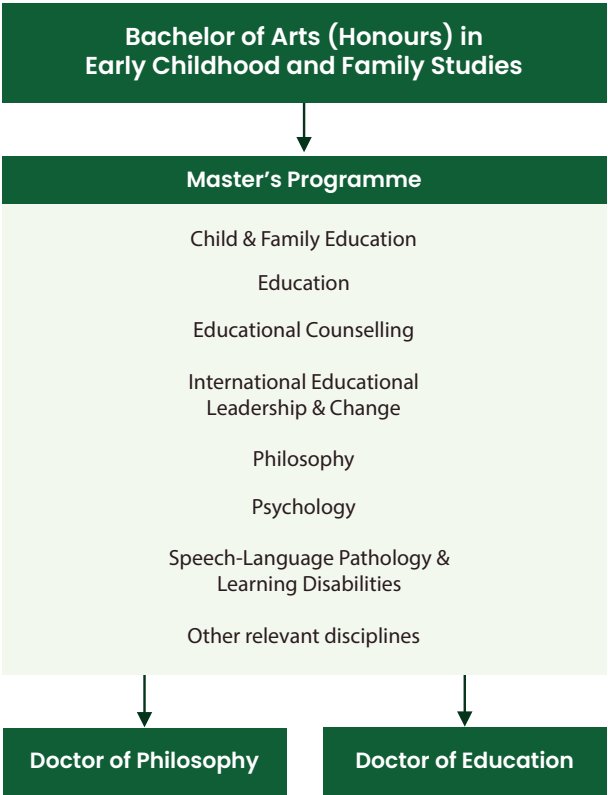 Bachelor of Arts (Honours) in
Early Childhood and Family Studies
Master's Programme
Child & Family Education
Education
Educational Counselling
International Educational
Leadership & Change
Philosophy
Psychology
Speech-Language Pathology &
Learning Disabilities
Other relevant disciplines
Doctor of Philosophy
Doctor of Education